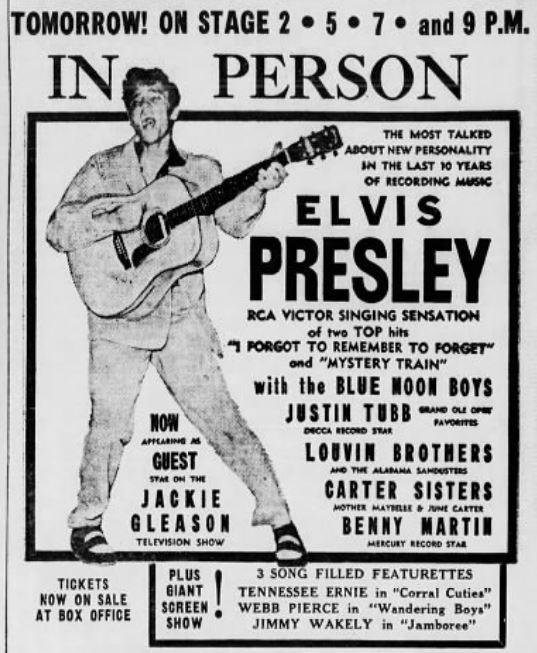 TOMORROW! ON STAGE 2 • 5 • 7 • and 9 P.M.
IN PERSON
THE MOST TALKED
ABOUT NEW PERSONALITY
IN THE LAST 10 YEARS
OF RECORDING MUSIC
ELVIS
PRESLEY
RCA VICTOR SINGING SENSATION
of two TOP hits
"I FORGOT TO REMEMBER TO FORGET"
and "MYSTERY TRAIN"
with the BLUE MOON BOYS
JUSTIN TUBB GRAND OLE OPRY
FAVORITES
DECCA RECORD STAR
LOUVIN BROTHERS
AND THE ALABAMA SANDUSTERS
CARTER SISTERS
MOTHER MAYBELLE & JUNE CARTER
BENNY MARTIN
MERCURY RECORD STAR
NOW
APPEARING AS
GUEST
STAR ON THE
JACKIE
GLEASON
TELEVISION SHOW
TICKETS
NOW ON SALE
AT BOX OFFICE
PLUS
GIANT
SCREEN
SHOW !
3 SONG FILLED FEATURETTES
TENNESSEE ERNIE in "Corral Cuties"
WEBB PIERCE in "Wandering Boys"
JIMMY WAKELY in "Jamboree"